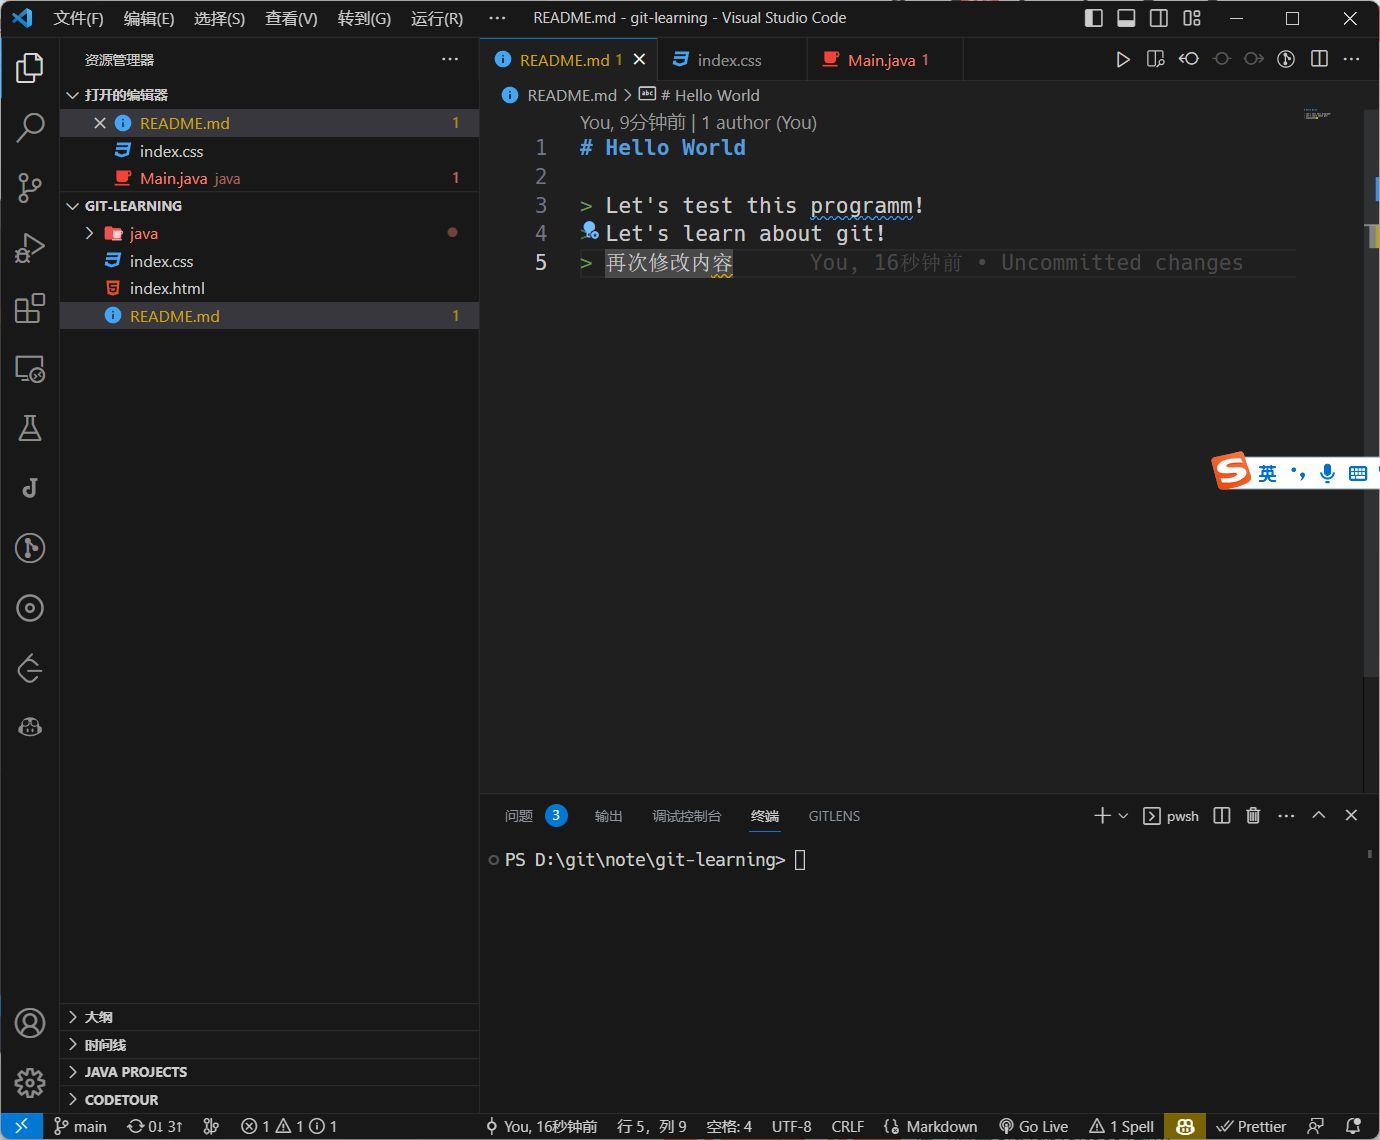 文件(F) 编辑(E) 选择(S) 查看(V) 转到(G) 运行(R) ··· README.md - git-learning - Visual Studio Code
资源管理器 ···
打开的编辑器
README.md 1
index.css
Main.java java 1
GIT-LEARNING
java
index.css
index.html
README.md 1
大纲
时间线
JAVA PROJECTS
CODETOUR
README.md 1 index.css Main.java 1
README.md > # Hello World
You, 9分钟前 | 1 author (You)
1 # Hello World
2
3 > Let's test this programm!
4 > Let's learn about git!
5 > 再次修改内容 You, 16秒钟前 • Uncommitted changes
英
问题 3 输出 调试控制台 终端 GITLENS pwsh
PS D:\git\note\git-learning>
main 0↓ 3↑ 1 1 1 You, 16秒钟前 行 5，列 9 空格: 4 UTF-8 CRLF Markdown Go Live 1 Spell Prettier